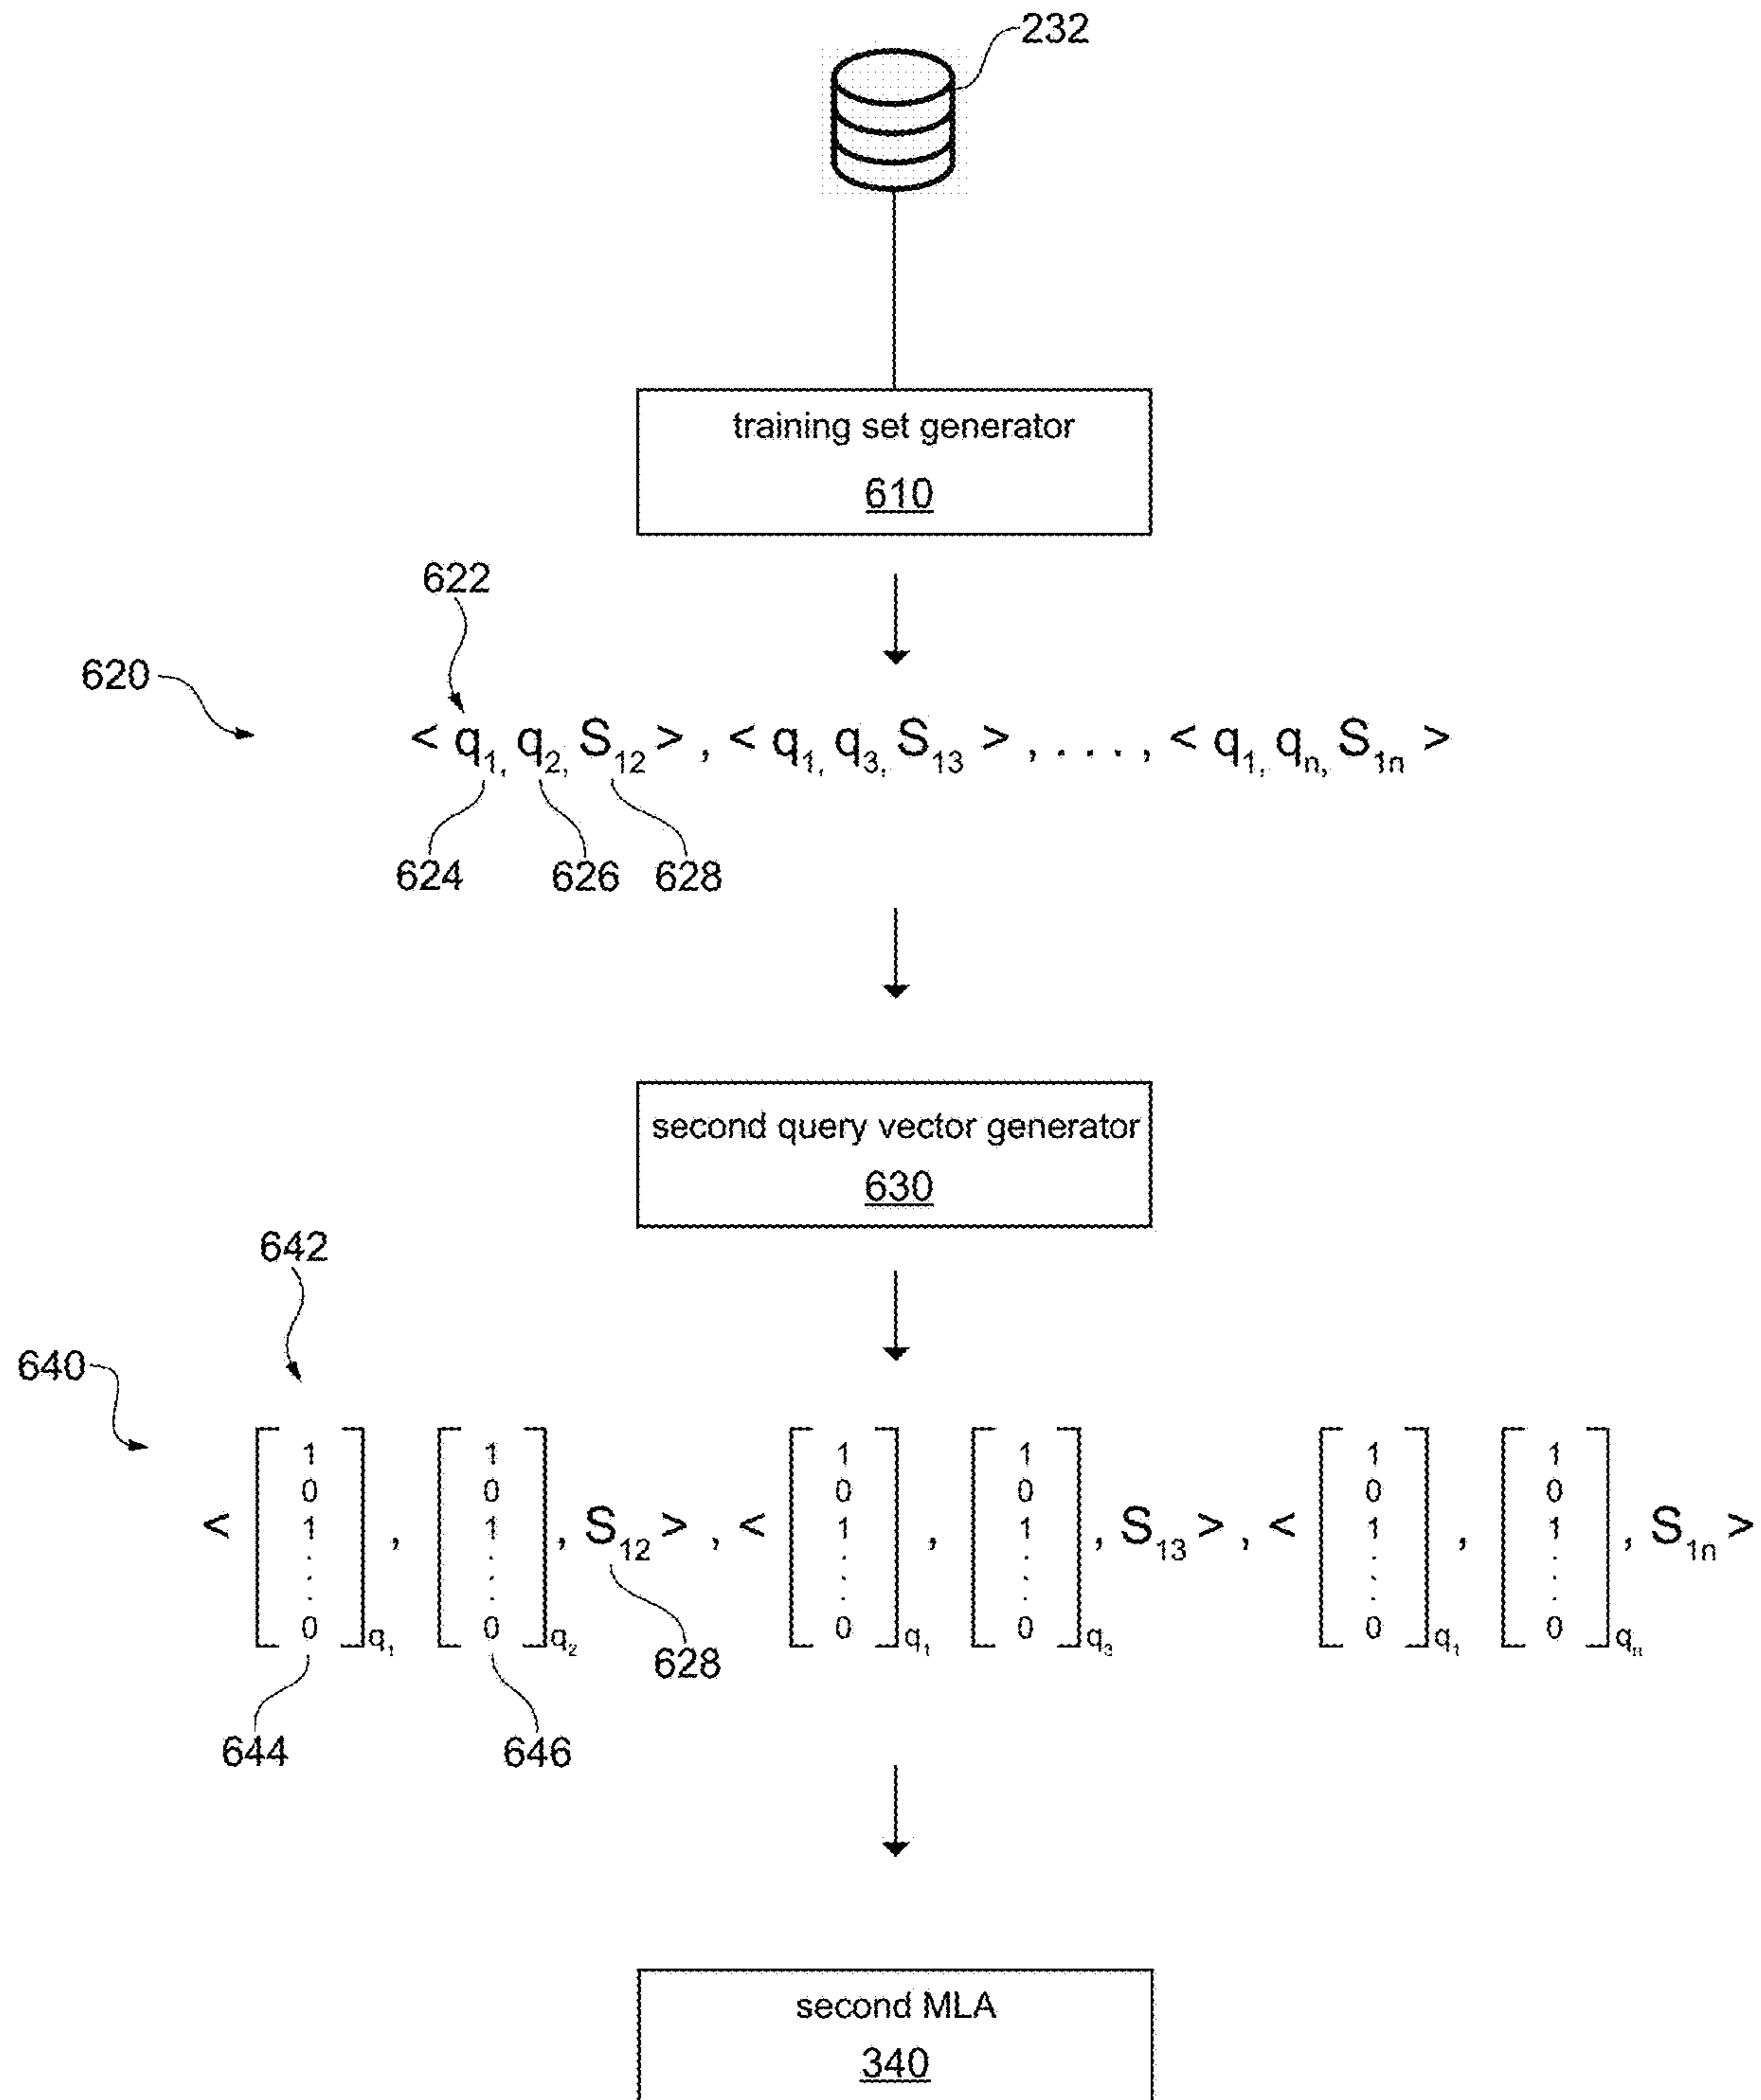 232
training set generator
610
622
620
< q₁, q₂, S₁₂ > , < q₁, q₃, S₁₃ > , . . . . , < q₁, qₙ, S₁ₙ >
624 626 628
second query vector generator
630
642
640
1 1 1 1 1 1
0 0 0 0 0 0
< 1 , 1 , S₁₂ > , < 1 , 1 , S₁₃ > , < 1 , 1 , S₁ₙ >
. . . . . .
. . . . . .
. . . . . .
0 q₁ 0 q₂ 0 q₁ 0 q₃ 0 q₁ 0 qₙ
628
644 646
second MLA
340